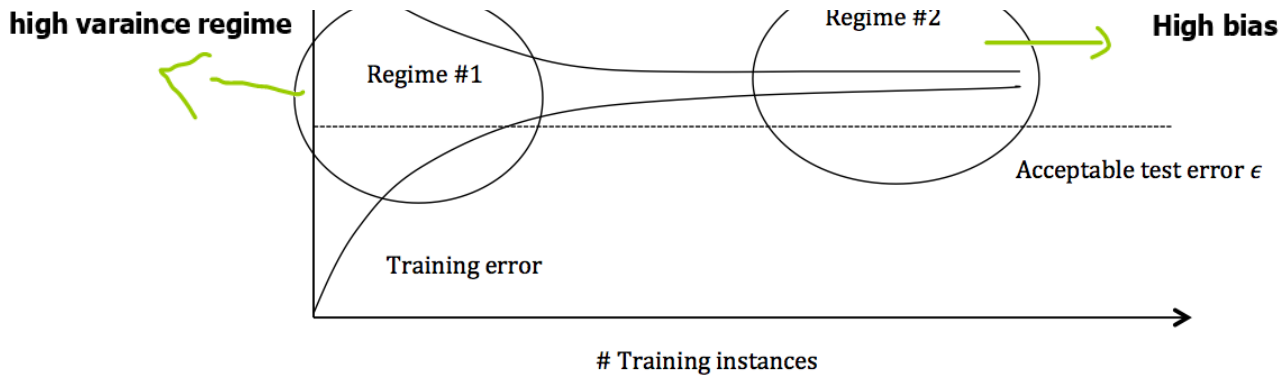 high varaince regime
Regime #2
High bias
Regime #1
Acceptable test error ϵ
Training error
# Training instances